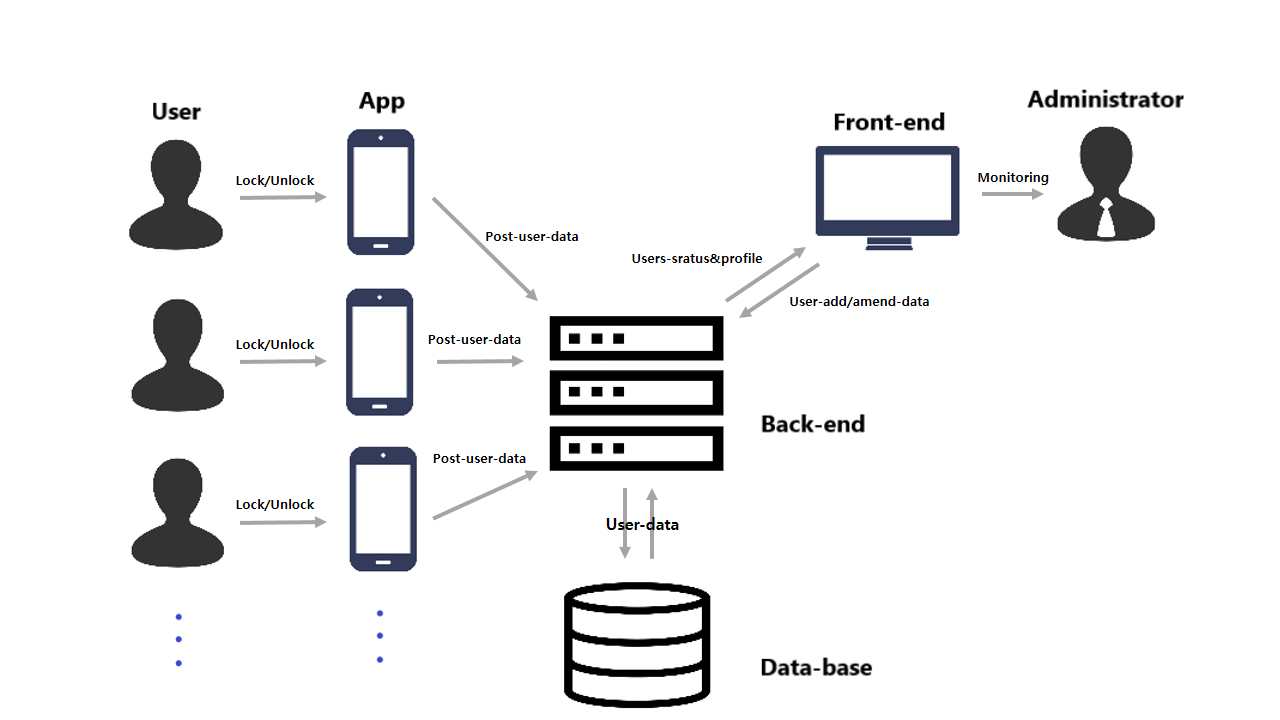 User
App
Front-end
Administrator
Lock/Unlock
Monitoring
Post-user-data
Users-sratus&profile
User-add/amend-data
Lock/Unlock
Post-user-data
Back-end
Lock/Unlock
Post-user-data
User-data
Data-base